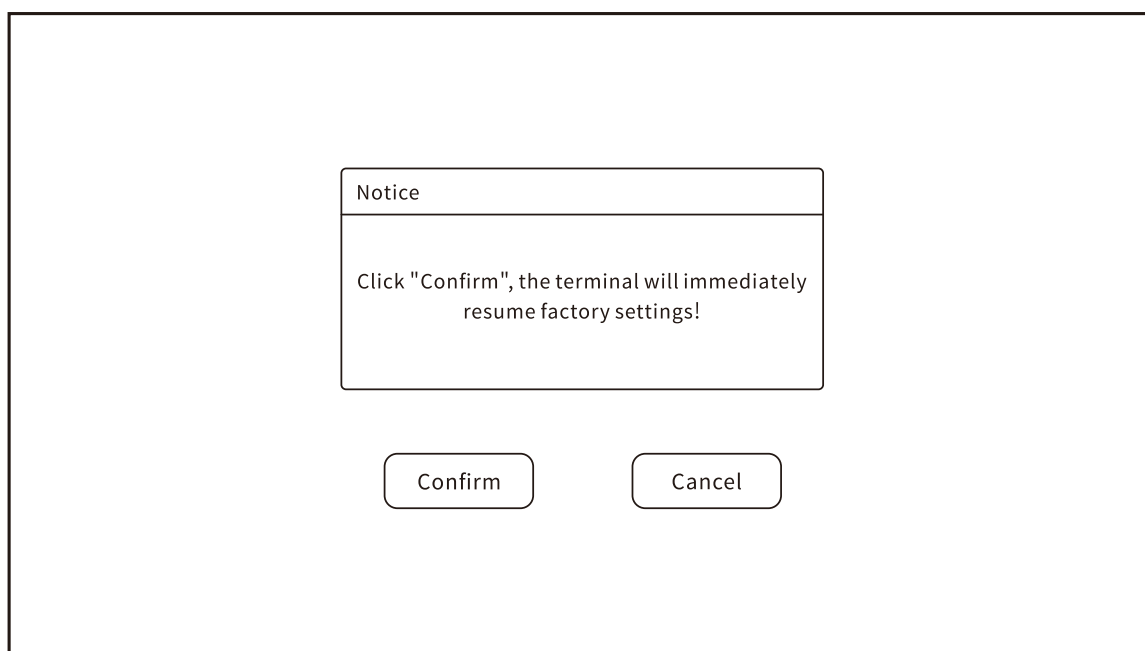 Notice
Click "Confirm", the terminal will immediately
resume factory settings!
Confirm
Cancel